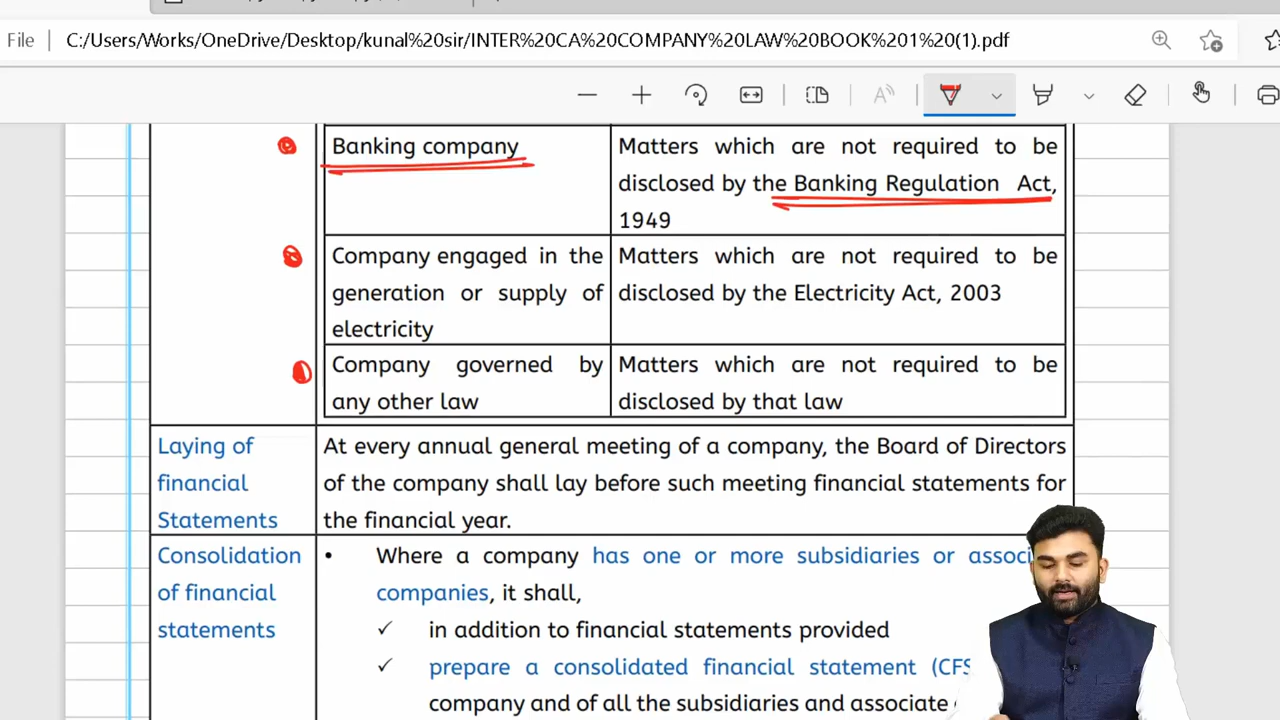 File
C:/Users/Works/OneDrive/Desktop/kunal%20sir/INTER%20CA%20COMPANY%20LAW%20BOOK%201%20(1).pdf
Banking company
Matters which are not required to be
disclosed by the Banking Regulation Act,
1949
Company engaged in the
generation or supply of
electricity
Matters which are not required to be
disclosed by the Electricity Act, 2003
Company governed by
any other law
Matters which are not required to be
disclosed by that law
Laying of
financial
Statements
At every annual general meeting of a company, the Board of Directors
of the company shall lay before such meeting financial statements for
the financial year.
Consolidation
of financial
statements
• Where a company has one or more subsidiaries or
companies, it shall,
✓ in addition to financial statements provided
✓ prepare a consolidated financial statement (CFS
company and of all the subsidiaries and associate